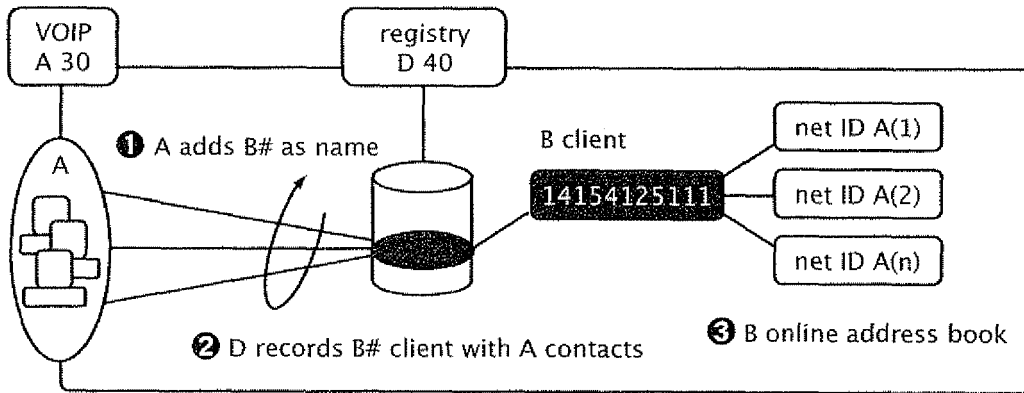 VOIP
A 30
registry
D 40
❶ A adds B# as name
A
B client
14154125111
net ID A(1)
net ID A(2)
net ID A(n)
❷ D records B# client with A contacts
❸ B online address book